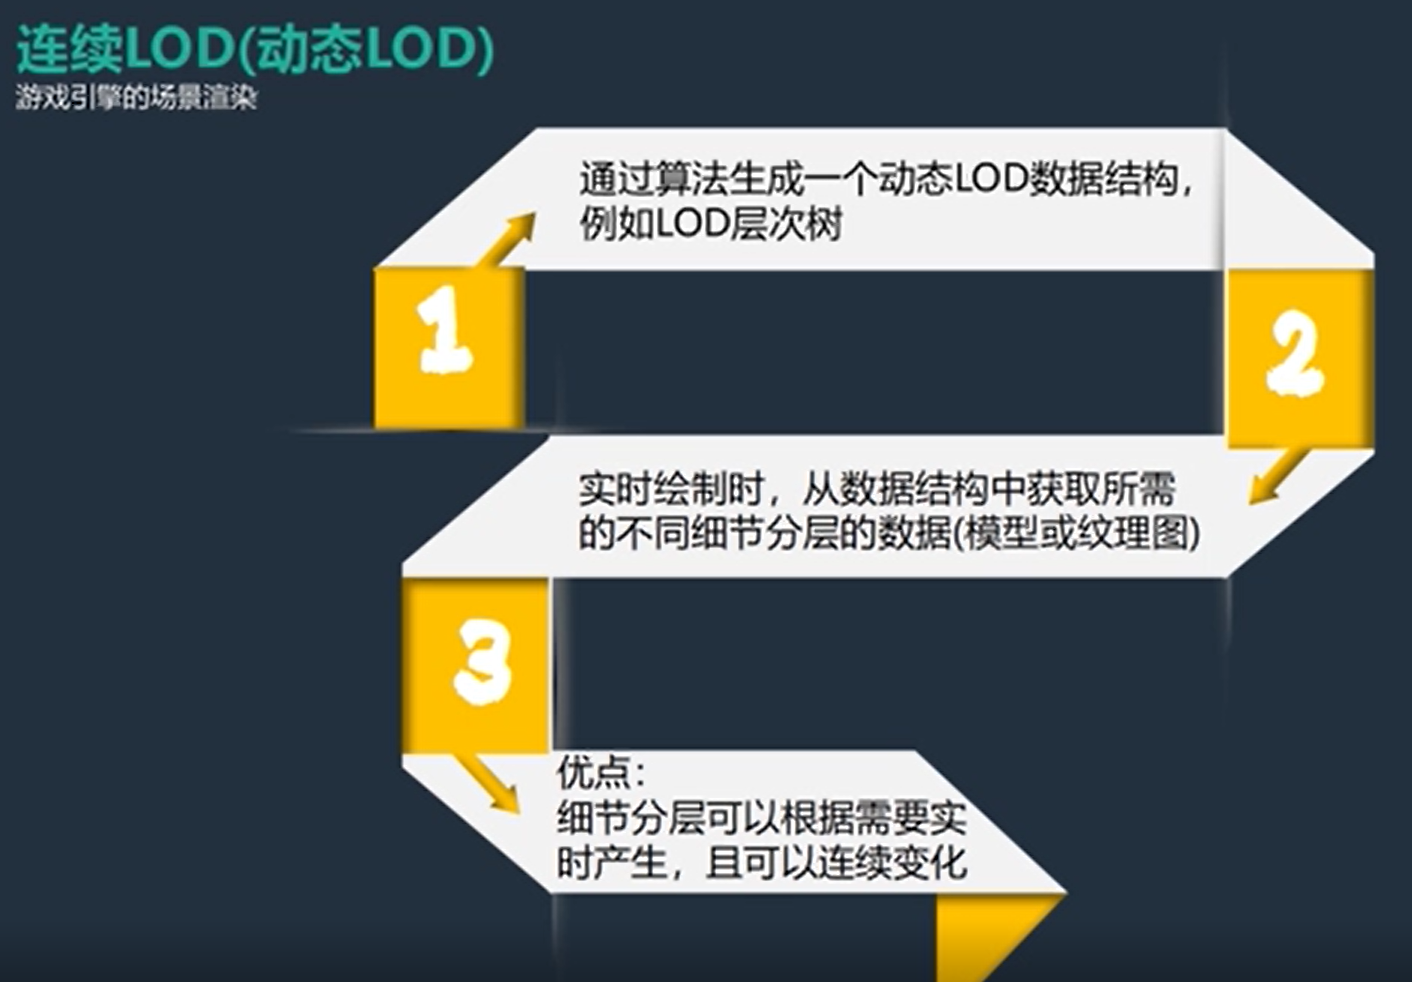 连续LOD(动态LOD)
游戏引擎的场景渲染
1
通过算法生成一个动态LOD数据结构，
例如LOD层次树
2
实时绘制时，从数据结构中获取所需
的不同细节分层的数据(模型或纹理图)
3
优点：
细节分层可以根据需要实
时产生，且可以连续变化